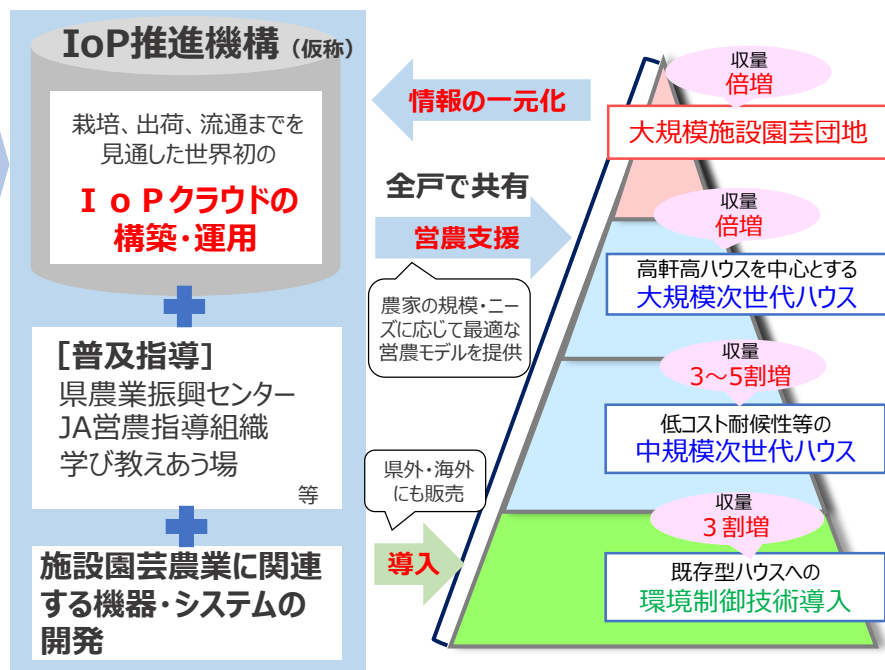 IoP推進機構（仮称）
栽培、出荷、流通までを
見通した世界初の
ＩｏＰクラウドの
構築・運用
［普及指導］
県農業振興センター
JA営農指導組織
学び教えあう場
等
施設園芸農業に関連
する機器・システムの
開発
情報の一元化
全戸で共有
営農支援
農家の規模・ニー
ズに応じて最適な
営農モデルを提供
県外・海外
にも販売
導入
収量
倍増
大規模施設園芸団地
収量
倍増
高軒高ハウスを中心とする
大規模次世代ハウス
収量
3～5割増
低コスト耐候性等の
中規模次世代ハウス
収量
３割増
既存型ハウスへの
環境制御技術導入